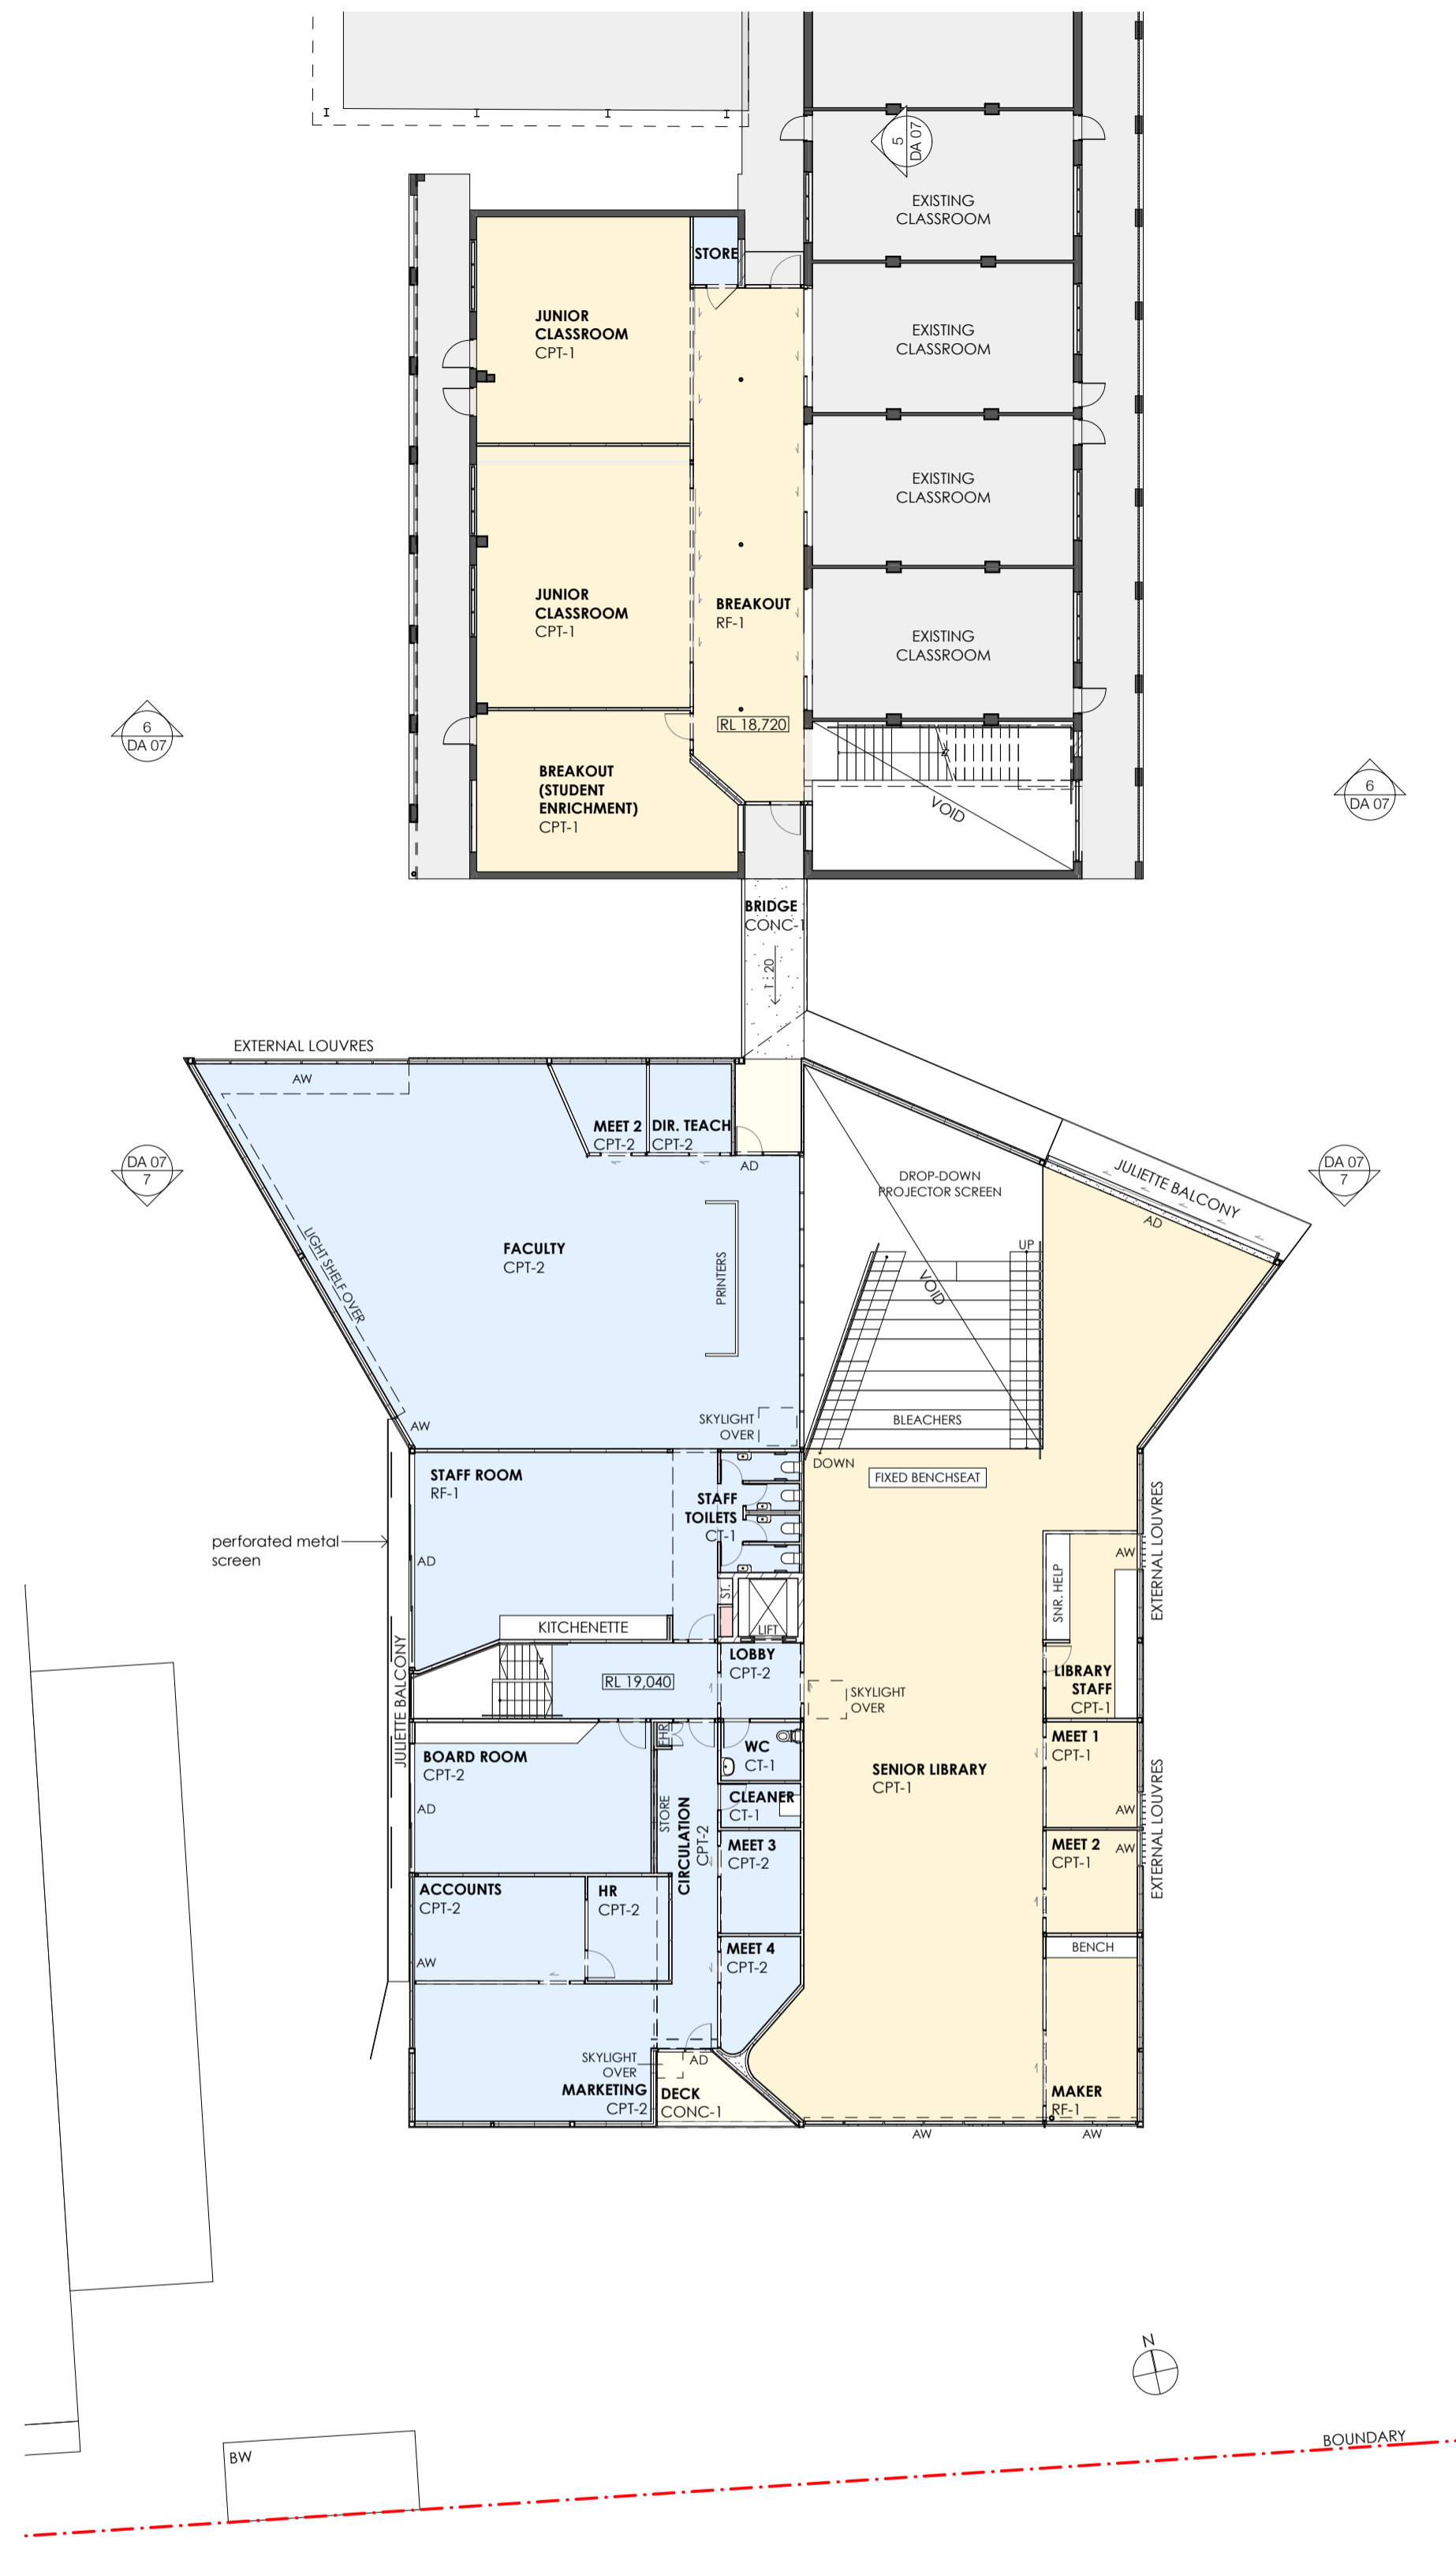 5
DA 07
EXISTING
CLASSROOM
STORE
JUNIOR
CLASSROOM
CPT-1
EXISTING
CLASSROOM
EXISTING
CLASSROOM
JUNIOR
CLASSROOM
CPT-1
BREAKOUT
RF-1
EXISTING
CLASSROOM
6
DA 07
RL 18,720
BREAKOUT
(STUDENT
ENRICHMENT)
CPT-1
VOID
6
DA 07
BRIDGE
CONC-1
1 : 20
EXTERNAL LOUVRES
AW
MEET 2
CPT-2
DIR. TEACH
CPT-2
AD
DA 07
7
DROP-DOWN
PROJECTOR SCREEN
JULIETTE BALCONY
AD
DA 07
7
LIGHT SHELF OVER
FACULTY
CPT-2
PRINTERS
UP
VOID
AW
SKYLIGHT
OVER
BLEACHERS
DOWN
FIXED BENCHSEAT
STAFF ROOM
RF-1
STAFF
TOILETS
CT-1
perforated metal
screen
AD
EXTERNAL LOUVRES
AW
SNR. HELP
ST.
LIFT
KITCHENETTE
JULIETTE BALCONY
LOBBY
CPT-2
RL 19,040
SKYLIGHT
OVER
LIBRARY
STAFF
CPT-1
FHR
WC
CT-1
BOARD ROOM
CPT-2
AD
STORE
CIRCULATION
CPT-2
CLEANER
CT-1
SENIOR LIBRARY
CPT-1
MEET 1
CPT-1
AW
EXTERNAL LOUVRES
MEET 3
CPT-2
MEET 2
CPT-1
AW
ACCOUNTS
CPT-2
HR
CPT-2
AW
MEET 4
CPT-2
BENCH
SKYLIGHT
OVER
AD
MARKETING
CPT-2
DECK
CONC-1
MAKER
RF-1
AW
AW
N
BOUNDARY
BW